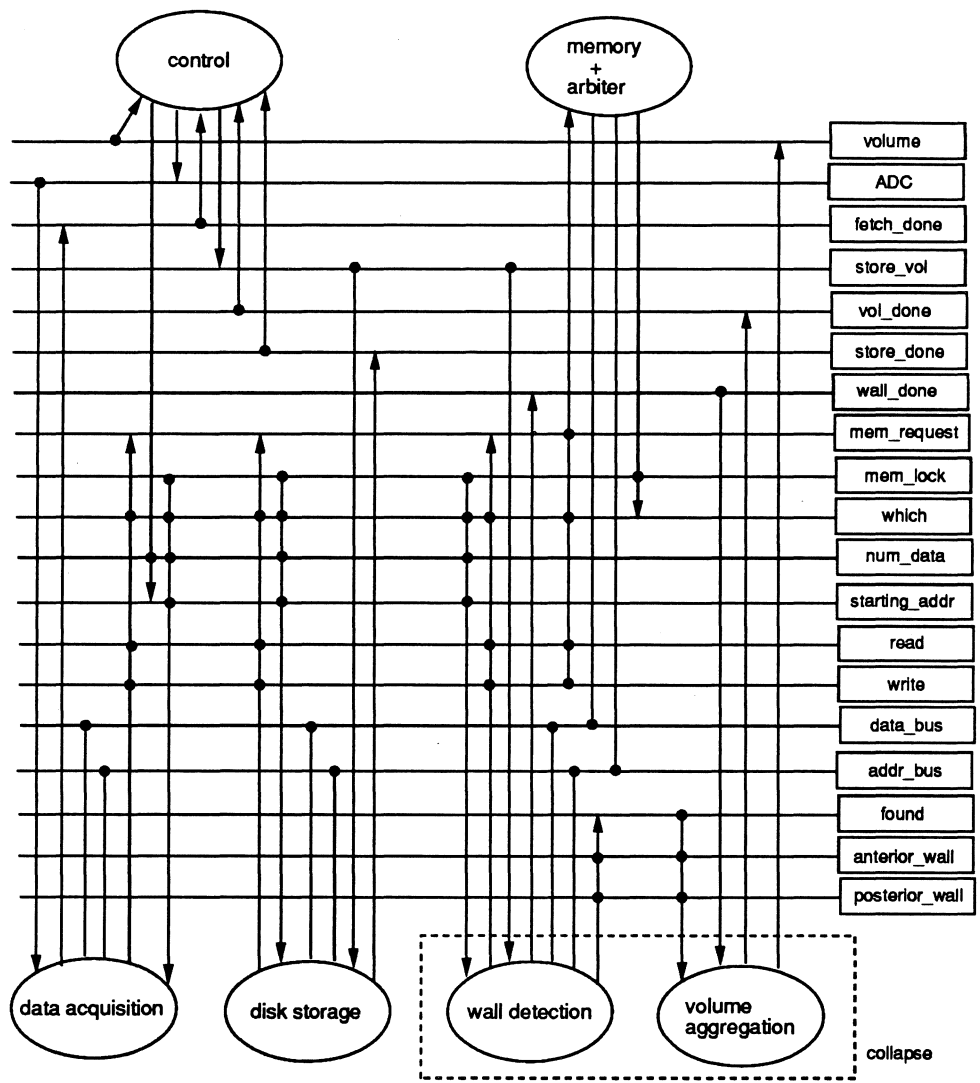 control
memory
+
arbiter
volume
ADC
fetch_done
store_vol
vol_done
store_done
wall_done
mem_request
mem_lock
which
num_data
starting_addr
read
write
data_bus
addr_bus
found
anterior_wall
posterior_wall
data acquisition
disk storage
wall detection
volume
aggregation
collapse